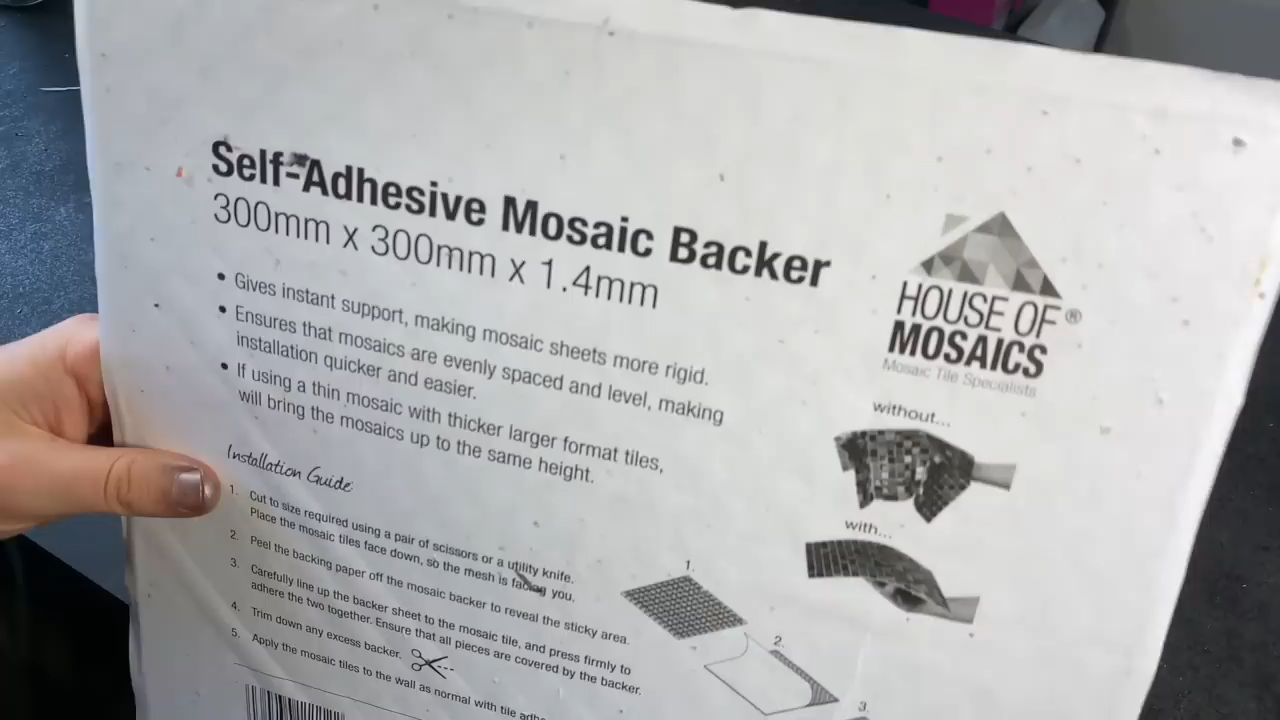 Self-Adhesive Mosaic Backer
300mm x 300mm x 1.4mm
• Gives instant support, making mosaic sheets more rigid.
• Ensures that mosaics are evenly spaced and level, making
installation quicker and easier.
• If using a thin mosaic with thicker larger format tiles,
will bring the mosaics up to the same height.
HOUSE OF ®
MOSAICS
Mosaic Tile Specialists
without...
with...
Installation Guide
1. Cut to size required using a pair of scissors or a utility knife.
Place the mosaic tiles face down, so the mesh is facing you.
2. Peel the backing paper off the mosaic backer to reveal the sticky area.
3. Carefully line up the backer sheet to the mosaic tile, and press firmly to
adhere the two together. Ensure that all pieces are covered by the backer.
4. Trim down any excess backer.
5. Apply the mosaic tiles to the wall as normal with tile
1.
2.
3.